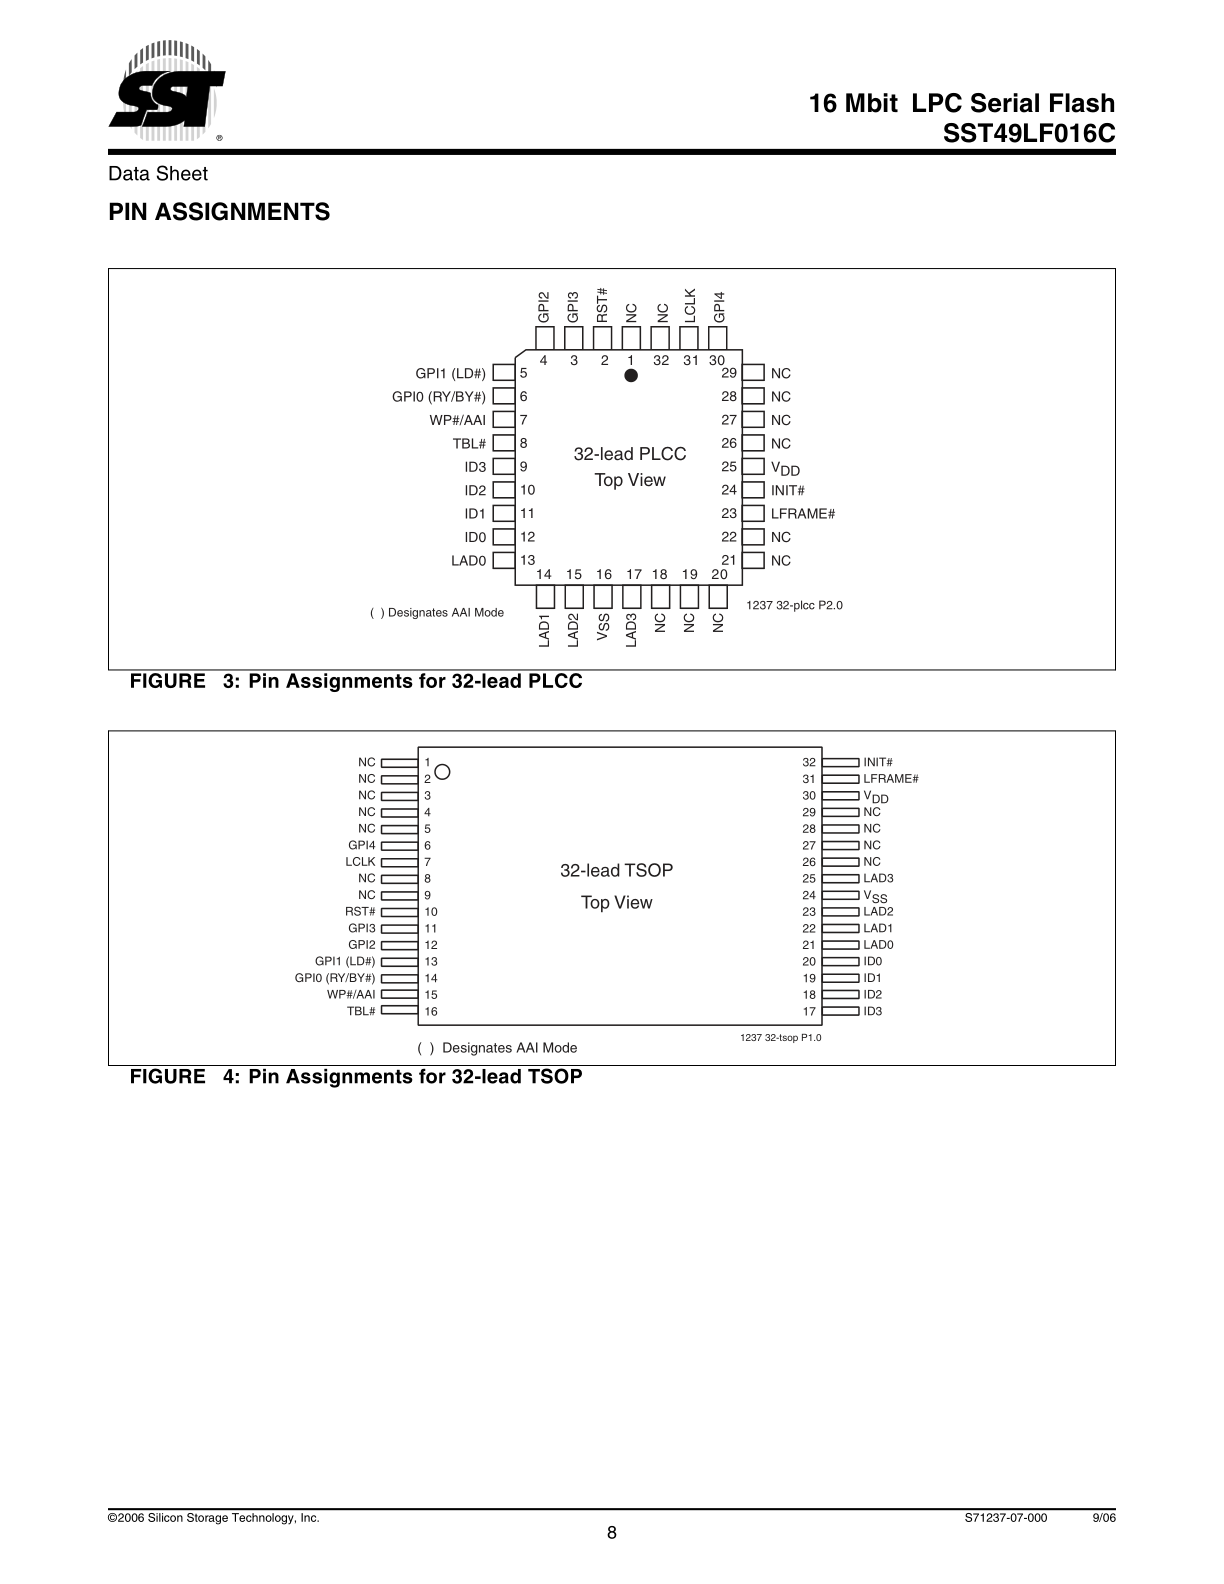 SST
®
16 Mbit LPC Serial Flash
SST49LF016C
Data Sheet
PIN ASSIGNMENTS
GPI2
GPI3
RST#
NC
NC
LCLK
GPI4
4 3 2 1 32 31 30
GPI1 (LD#) 5 29 NC
GPI0 (RY/BY#) 6 28 NC
WP#/AAI 7 27 NC
TBL# 8 26 NC
32-lead PLCC
ID3 9 25 VDD
Top View
ID2 10 24 INIT#
ID1 11 23 LFRAME#
ID0 12 22 NC
LAD0 13 21 NC
14 15 16 17 18 19 20
LAD1
LAD2
VSS
LAD3
NC
NC
NC
( ) Designates AAI Mode
1237 32-plcc P2.0
FIGURE 3: Pin Assignments for 32-lead PLCC
NC 1 32 INIT#
NC 2 31 LFRAME#
NC 3 30 VDD
NC 4 29 NC
NC 5 28 NC
GPI4 6 27 NC
LCLK 7 26 NC
32-lead TSOP
NC 8 25 LAD3
NC 9 24 VSS
Top View
RST# 10 23 LAD2
GPI3 11 22 LAD1
GPI2 12 21 LAD0
GPI1 (LD#) 13 20 ID0
GPI0 (RY/BY#) 14 19 ID1
WP#/AAI 15 18 ID2
TBL# 16 17 ID3
1237 32-tsop P1.0
( ) Designates AAI Mode
FIGURE 4: Pin Assignments for 32-lead TSOP
©2006 Silicon Storage Technology, Inc. S71237-07-000 9/06
8